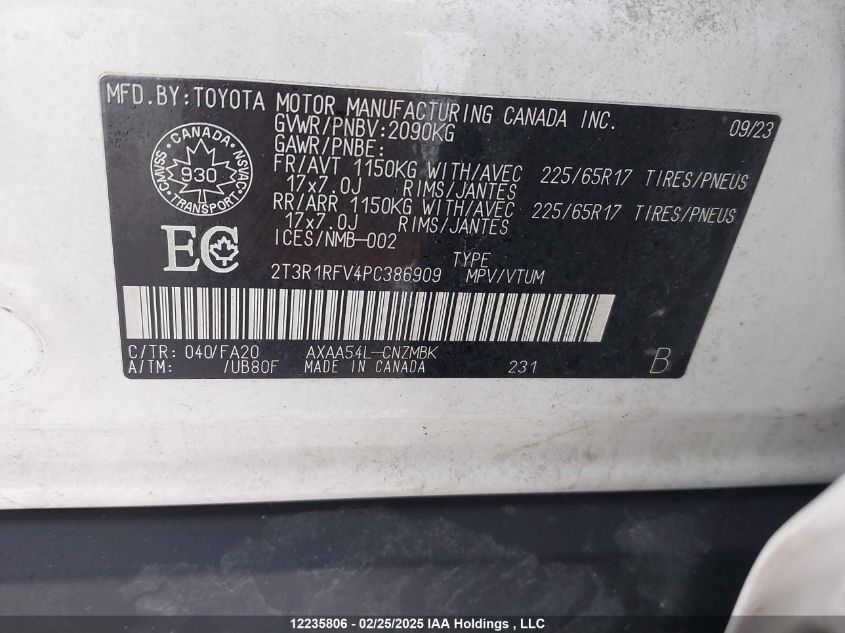 MFD.BY:TOYOTA MOTOR MANUFACTURING CANADA INC. 09/23
GVWR/PNBV:2090KG
GAWR/PNBE:
FR/AVT 1150KG WITH/AVEC 225/65R17 TIRES/PNEUS
17x7.0J RIMS/JANTES
RR/ARR 1150KG WITH/AVEC 225/65R17 TIRES/PNEUS
17x7.0J RIMS/JANTES
ICES/NMB-002
CANADA
CMVSS 930 NSVAC
TRANSPORT
EC
TYPE
2T3R1RFV4PC386909 MPV/VTUM
C/TR: 040/FA20 AXAA54L-CNZMBK
A/TM: /UB80F MADE IN CANADA 231 B
12235806 - 02/25/2025 IAA Holdings , LLC